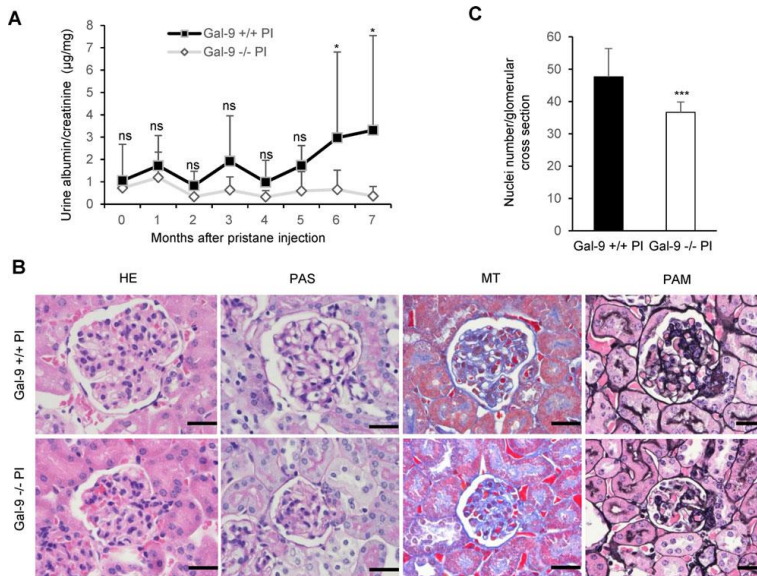 A
Urine albumin/creatinine (µg/mg)
8
7
6
5
4
3
2
1
0
Gal-9 +/+ PI
Gal-9 -/- PI
ns
ns
ns
ns
ns
ns
*
*
0 1 2 3 4 5 6 7
Months after pristane injection
C
Nuclei number/glomerular
cross section
60
50
40
30
20
10
0
***
Gal-9 +/+ PI Gal-9 -/- PI
B
HE PAS MT PAM
Gal-9 +/+ PI
Gal-9 -/- PI